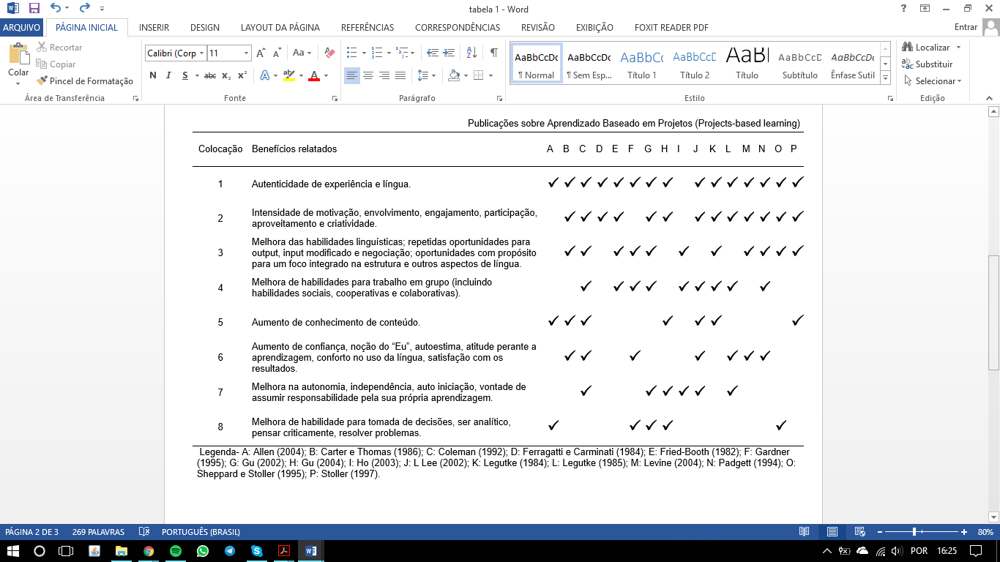 tabela 1 - Word
?
ARQUIVO PÁGINA INICIAL INSERIR DESIGN LAYOUT DA PÁGINA REFERÊNCIAS CORRESPONDÊNCIAS REVISÃO EXIBIÇÃO FOXIT READER PDF Entrar
Colar
Recortar
Copiar
Pincel de Formatação
Área de Transferência
Calibri (Corp 11 A A Aa
N I S abc x₂ x² A ab A
Fonte
Parágrafo
AaBbCcDc AaBbCcDc AaBbCc AaBbCcD AaB AaBbCcD AaBbCcDc
¶ Normal ¶ Sem Esp... Título 1 Título 2 Título Subtítulo Ênfase Sutil
Estilo
Localizar
Substituir
Selecionar
Edição
Publicações sobre Aprendizado Baseado em Projetos (Projects-based learning)
Colocação Benefícios relatados A B C D E F G H I J K L M N O P
1 Autenticidade de experiência e língua. ✓ ✓ ✓ ✓ ✓ ✓ ✓ ✓ ✓ ✓ ✓ ✓ ✓ ✓ ✓
2 Intensidade de motivação, envolvimento, engajamento, participação,
aproveitamento e criatividade. ✓ ✓ ✓ ✓ ✓ ✓ ✓ ✓ ✓ ✓ ✓ ✓ ✓
3 Melhora das habilidades linguísticas; repetidas oportunidades para
output, input modificado e negociação; oportunidades com propósito ✓ ✓ ✓ ✓ ✓ ✓ ✓ ✓ ✓ ✓ ✓
para um foco integrado na estrutura e outros aspectos de língua.
4 Melhora de habilidades para trabalho em grupo (incluindo
habilidades sociais, cooperativas e colaborativas). ✓ ✓ ✓ ✓ ✓ ✓ ✓ ✓ ✓
5 Aumento de conhecimento de conteúdo. ✓ ✓ ✓ ✓ ✓ ✓ ✓
6 Aumento de confiança, noção do “Eu”, autoestima, atitude perante a
aprendizagem, conforto no uso da língua, satisfação com os ✓ ✓ ✓ ✓ ✓ ✓ ✓
resultados.
7 Melhora na autonomia, independência, auto iniciação, vontade de
assumir responsabilidade pela sua própria aprendizagem. ✓ ✓ ✓ ✓ ✓ ✓
8 Melhora de habilidade para tomada de decisões, ser analítico,
pensar criticamente, resolver problemas. ✓ ✓ ✓ ✓ ✓
Legenda- A: Allen (2004); B: Carter e Thomas (1986); C: Coleman (1992); D: Ferragatti e Carminati (1984); E: Fried-Booth (1982); F: Gardner
(1995); G: Gu (2002); H: Gu (2004); I: Ho (2003); J: L Lee (2002); K: Legutke (1984); L: Legutke (1985); M: Levine (2004); N: Padgett (1994); O:
Sheppard e Stoller (1995); P: Stoller (1997).
PÁGINA 2 DE 3 269 PALAVRAS PORTUGUÊS (BRASIL) 80%
POR 16:25